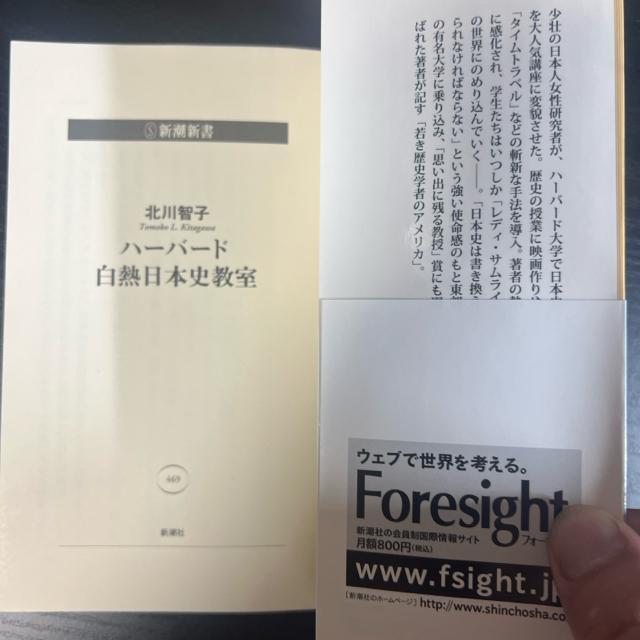 新潮新書
北川智子
Tomoko L. Kitagawa
ハーバード
白熱日本史教室
469
新潮社
少壮の日本人女性研究者が、ハーバード大学で日本
を大人気講座に変貌させた。歴史の授業に映画作り
「タイムトラベル」などの斬新な手法を導入。著者の
に感化され、学生たちはいつしか「レディ・サムライ
の世界にのめり込んでいく――。「日本史は書き換
られなければならない」という強い使命感のもと東
の有名大学に乗り込み、「思い出に残る教授」賞にも
ばれた著者が記す「若き歴史学者のアメリカ」。
ウェブで世界を考える。
Foresight
新潮社の会員制国際情報サイト フォー
月額800円(税込)
www.fsight.jp
［新潮社のホームページ］http://www.shinchosha.co